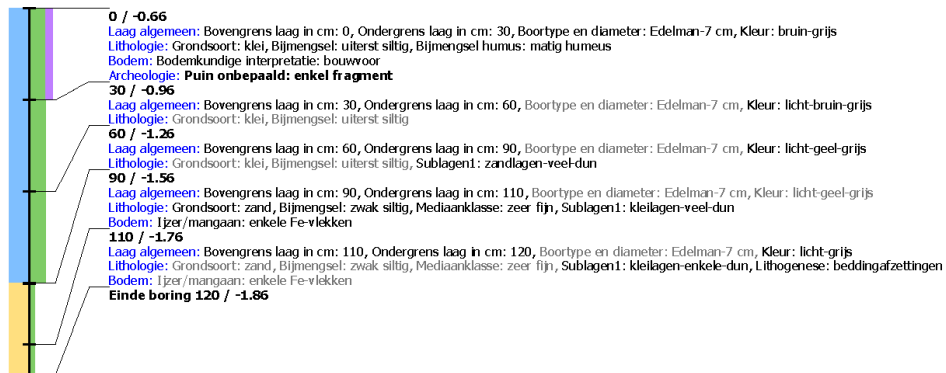 0 / -0.66
Laag algemeen: Bovengrens laag in cm: 0, Ondergrens laag in cm: 30, Boortype en diameter: Edelman-7 cm, Kleur: bruin-grijs
Lithologie: Grondsoort: klei, Bijmengsel: uiterst siltig, Bijmengsel humus: matig humeus
Bodem: Bodemkundige interpretatie: bouwvoor
Archeologie: Puin onbepaald: enkel fragment
30 / -0.96
Laag algemeen: Bovengrens laag in cm: 30, Ondergrens laag in cm: 60, Boortype en diameter: Edelman-7 cm, Kleur: licht-bruin-grijs
Lithologie: Grondsoort: klei, Bijmengsel: uiterst siltig
60 / -1.26
Laag algemeen: Bovengrens laag in cm: 60, Ondergrens laag in cm: 90, Boortype en diameter: Edelman-7 cm, Kleur: licht-geel-grijs
Lithologie: Grondsoort: klei, Bijmengsel: uiterst siltig, Sublagen1: zandlagen-veel-dun
90 / -1.56
Laag algemeen: Bovengrens laag in cm: 90, Ondergrens laag in cm: 110, Boortype en diameter: Edelman-7 cm, Kleur: licht-geel-grijs
Lithologie: Grondsoort: zand, Bijmengsel: zwak siltig, Mediaanklasse: zeer fijn, Sublagen1: kleilagen-veel-dun
Bodem: Ijzer/mangaan: enkele Fe-vlekken
110 / -1.76
Laag algemeen: Bovengrens laag in cm: 110, Ondergrens laag in cm: 120, Boortype en diameter: Edelman-7 cm, Kleur: licht-grijs
Lithologie: Grondsoort: zand, Bijmengsel: zwak siltig, Mediaanklasse: zeer fijn, Sublagen1: kleilagen-enkele-dun, Lithogenese: beddingafzettingen
Bodem: Ijzer/mangaan: enkele Fe-vlekken
Einde boring 120 / -1.86